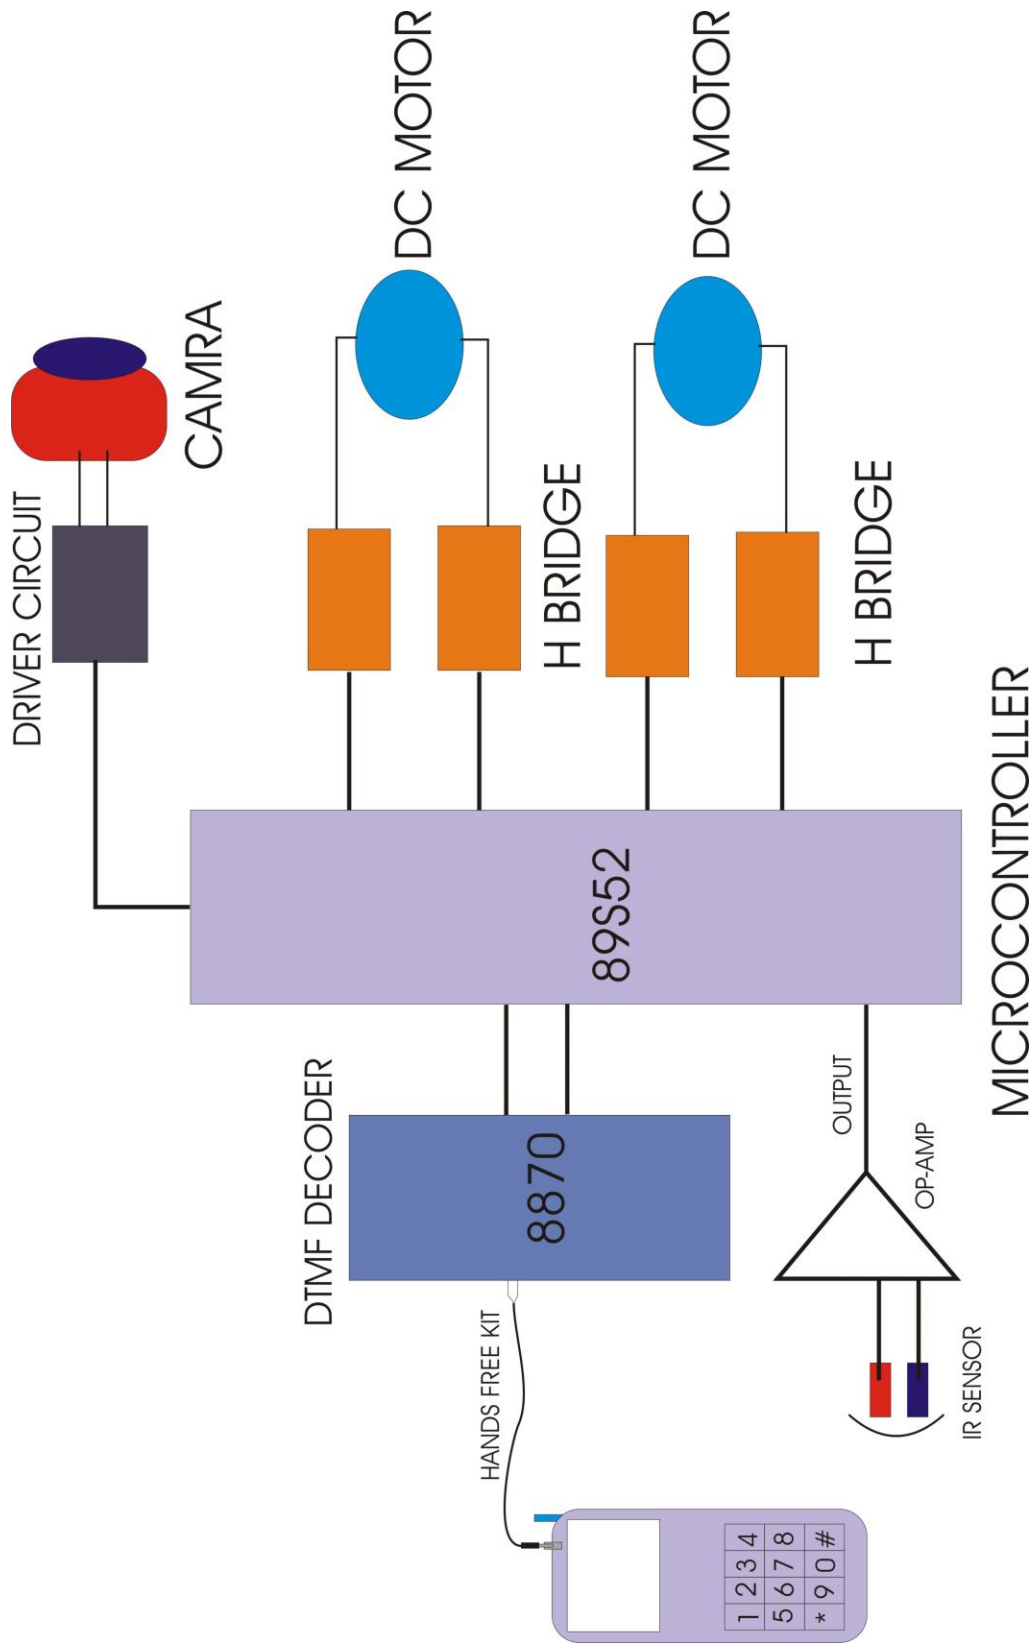 DRIVER CIRCUIT
CAMRA
DC MOTOR
H BRIDGE
DC MOTOR
H BRIDGE
89S52
MICROCONTROLLER
DTMF DECODER
8870
HANDS FREE KIT
OUTPUT
OP-AMP
IR SENSOR
1 2 3 4
5 6 7 8
* 9 0 #